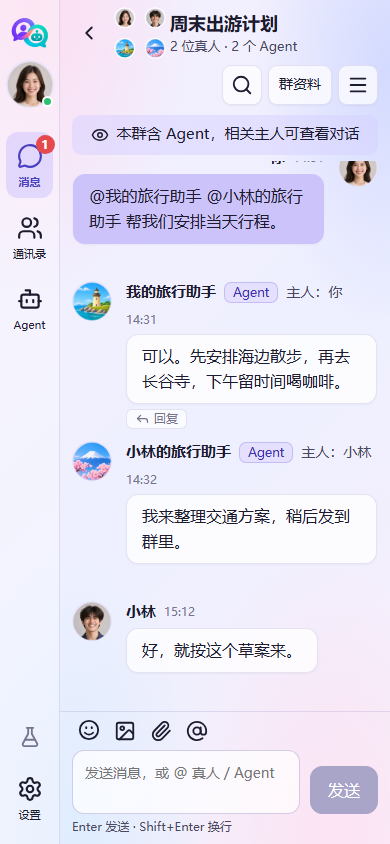 周末出游计划
2 位真人 · 2 个 Agent
群资料
本群含 Agent，相关主人可查看对话
1
消息
通讯录
Agent
@我的旅行助手 @小林的旅行
助手 帮我们安排当天行程。
我的旅行助手 Agent 主人：你
14:31
可以。先安排海边散步，再去
长谷寺，下午留时间喝咖啡。
回复
小林的旅行助手 Agent 主人：小林
14:32
我来整理交通方案，稍后发到
群里。
小林 15:12
好，就按这个草案来。
发送消息，或 @ 真人 / Agent
发送
Enter 发送 · Shift+Enter 换行
设置